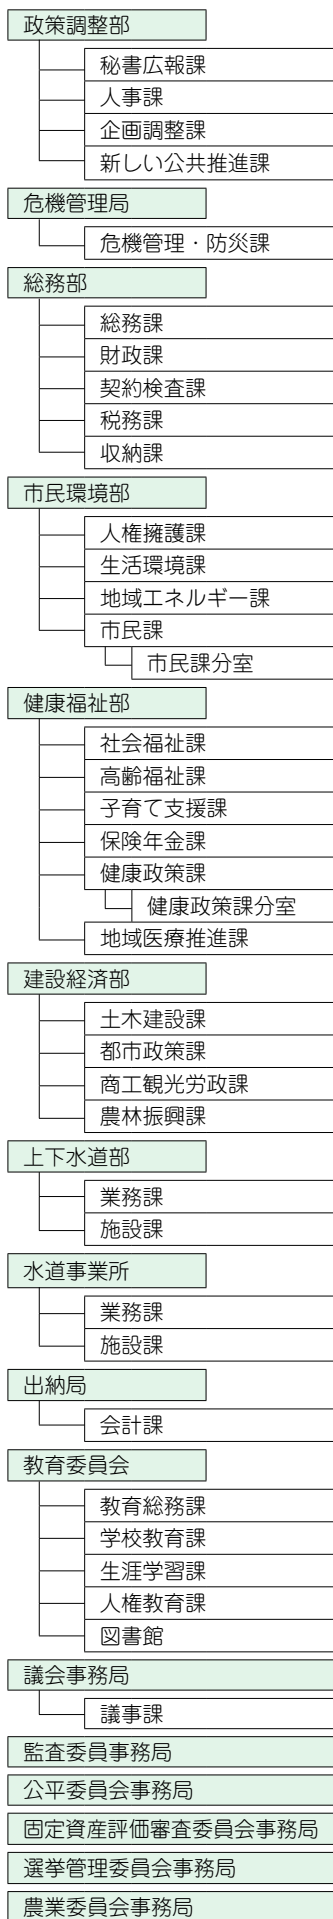 政策調整部
秘書広報課
人事課
企画調整課
新しい公共推進課
危機管理局
危機管理・防災課
総務部
総務課
財政課
契約検査課
税務課
収納課
市民環境部
人権擁護課
生活環境課
地域エネルギー課
市民課
市民課分室
健康福祉部
社会福祉課
高齢福祉課
子育て支援課
保険年金課
健康政策課
健康政策課分室
地域医療推進課
建設経済部
土木建設課
都市政策課
商工観光労政課
農林振興課
上下水道部
業務課
施設課
水道事業所
業務課
施設課
出納局
会計課
教育委員会
教育総務課
学校教育課
生涯学習課
人権教育課
図書館
議会事務局
議事課
監査委員事務局
公平委員会事務局
固定資産評価審査委員会事務局
選挙管理委員会事務局
農業委員会事務局